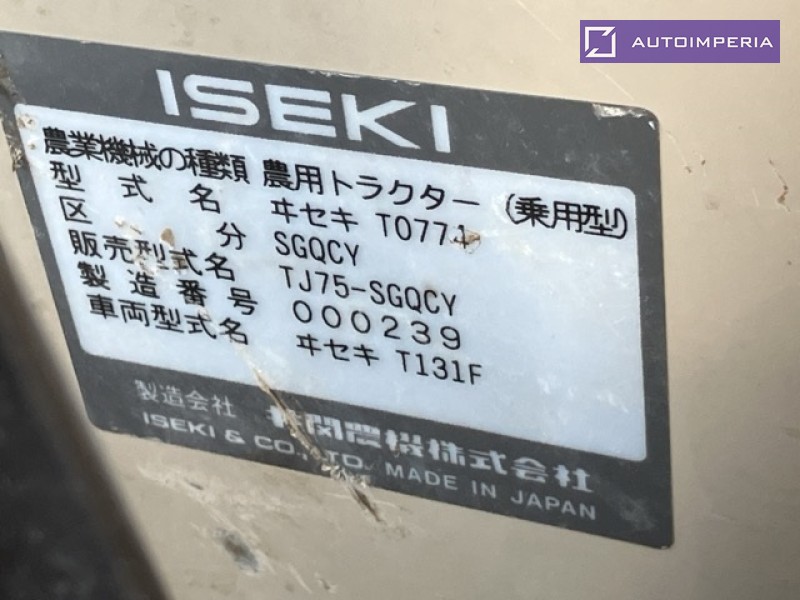 AUTOIMPERIA
ISEKI
農業機械の種類 農用トラクター (乗用型)
型式名 ヰセキ T0771
区分 SGQCY
販売型式名 TJ75-SGQCY
製造番号 000239
車両型式名 ヰセキ T131F
製造会社 井関農機株式会社
ISEKI & CO., LTD. MADE IN JAPAN